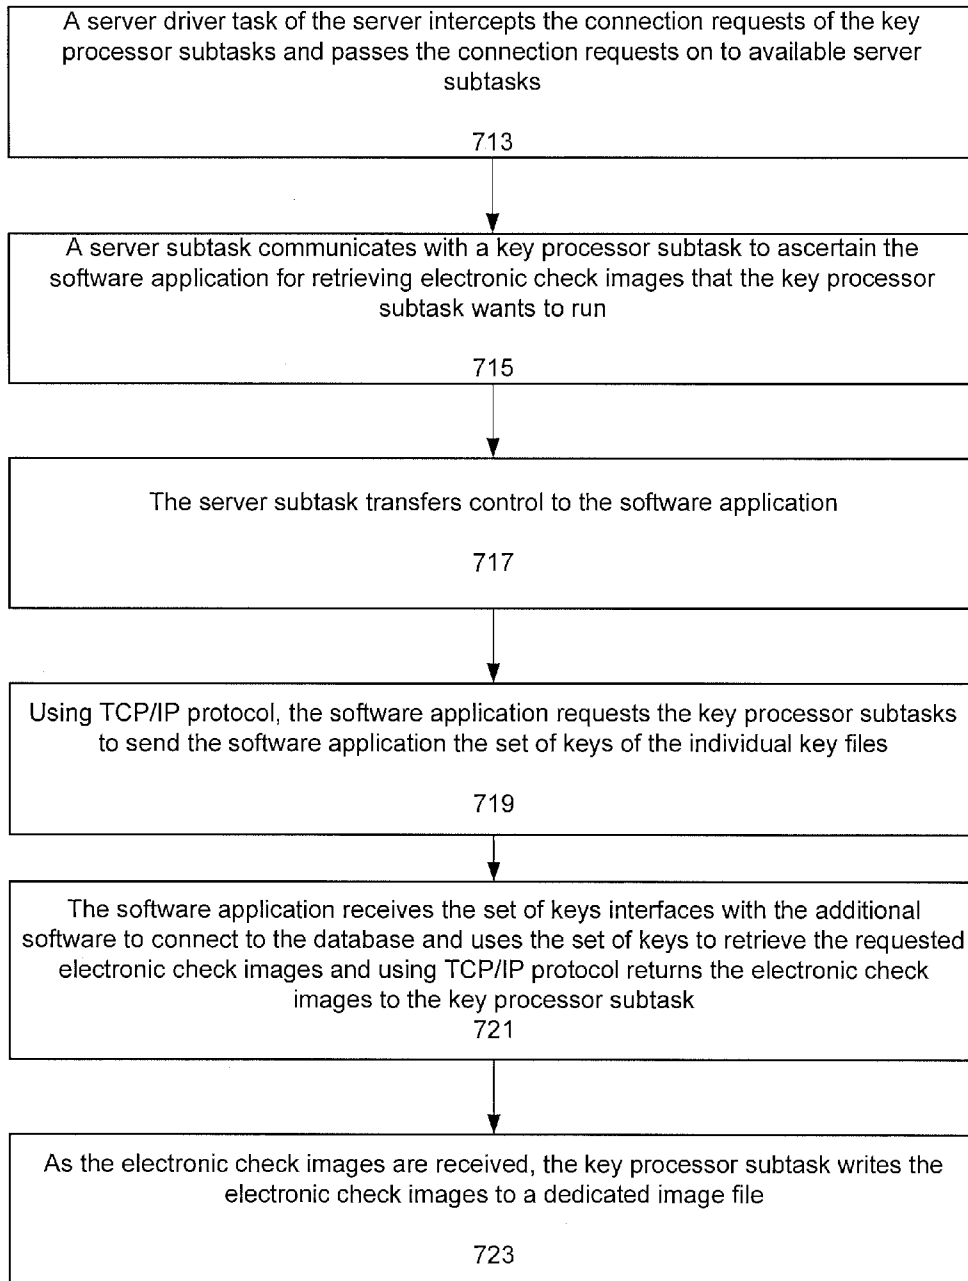 A server driver task of the server intercepts the connection requests of the key
processor subtasks and passes the connection requests on to available server
subtasks
713
A server subtask communicates with a key processor subtask to ascertain the
software application for retrieving electronic check images that the key processor
subtask wants to run
715
The server subtask transfers control to the software application
717
Using TCP/IP protocol, the software application requests the key processor subtasks
to send the software application the set of keys of the individual key files
719
The software application receives the set of keys interfaces with the additional
software to connect to the database and uses the set of keys to retrieve the requested
electronic check images and using TCP/IP protocol returns the electronic check
images to the key processor subtask
721
As the electronic check images are received, the key processor subtask writes the
electronic check images to a dedicated image file
723